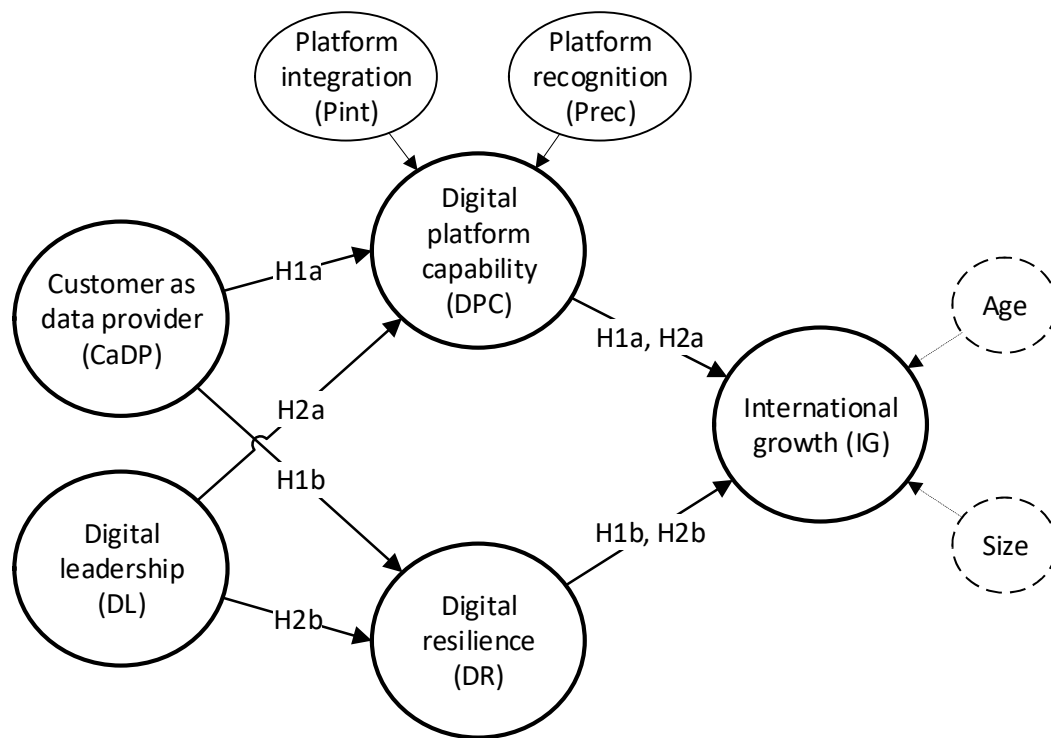 Platform
integration
(Pint)
Platform
recognition
(Prec)
Digital
platform
capability
(DPC)
Customer as
data provider
(CaDP)
H1a
Age
H1a, H2a
H2a
International
growth (IG)
H1b
H1b, H2b
Size
Digital
leadership
(DL)
H2b
Digital
resilience
(DR)